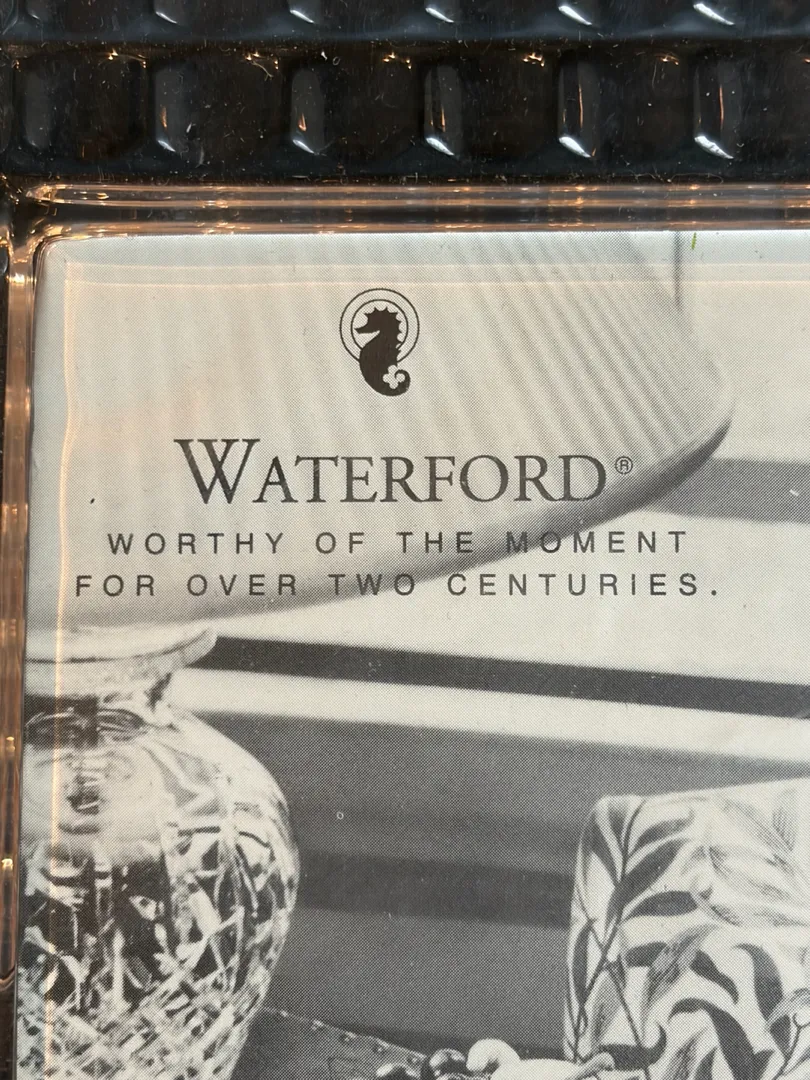 WATERFORD®
WORTHY OF THE MOMENT
FOR OVER TWO CENTURIES.